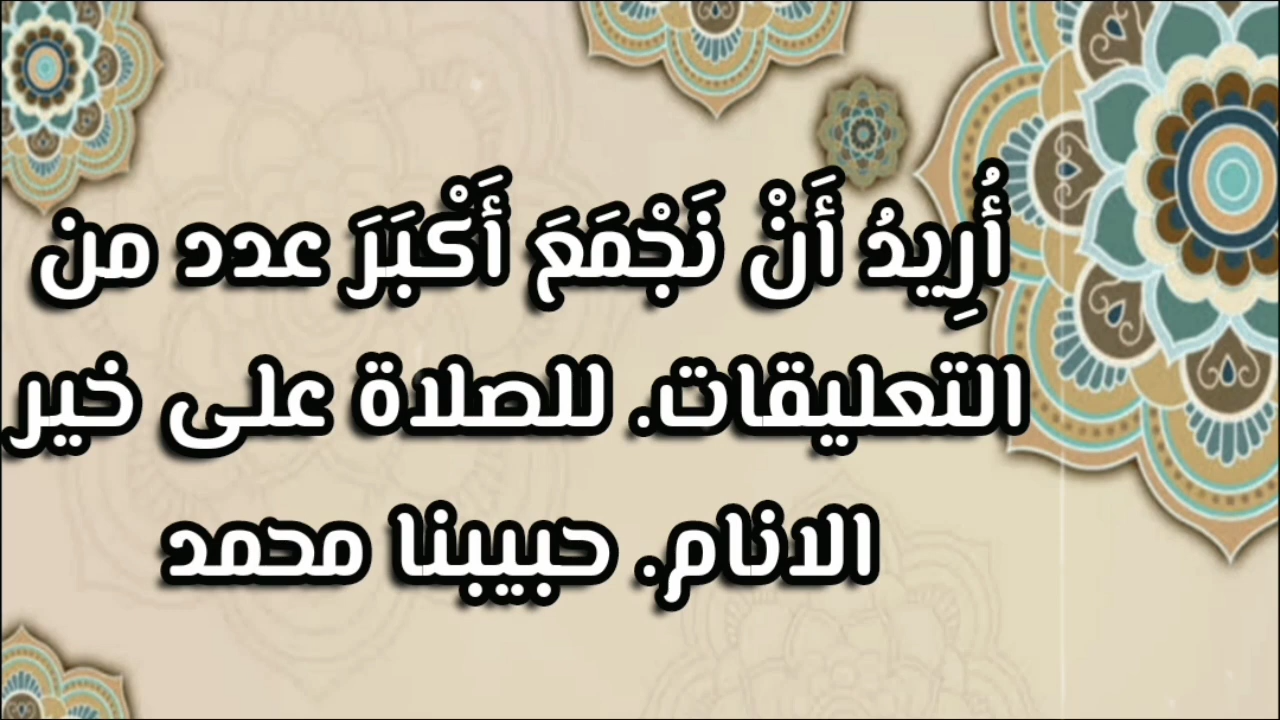 أُرِيدُ أَنْ نَجْمَعَ أَكْبَرَ عدد من
التعليقات. للصلاة على خير
الانام. حبيبنا محمد